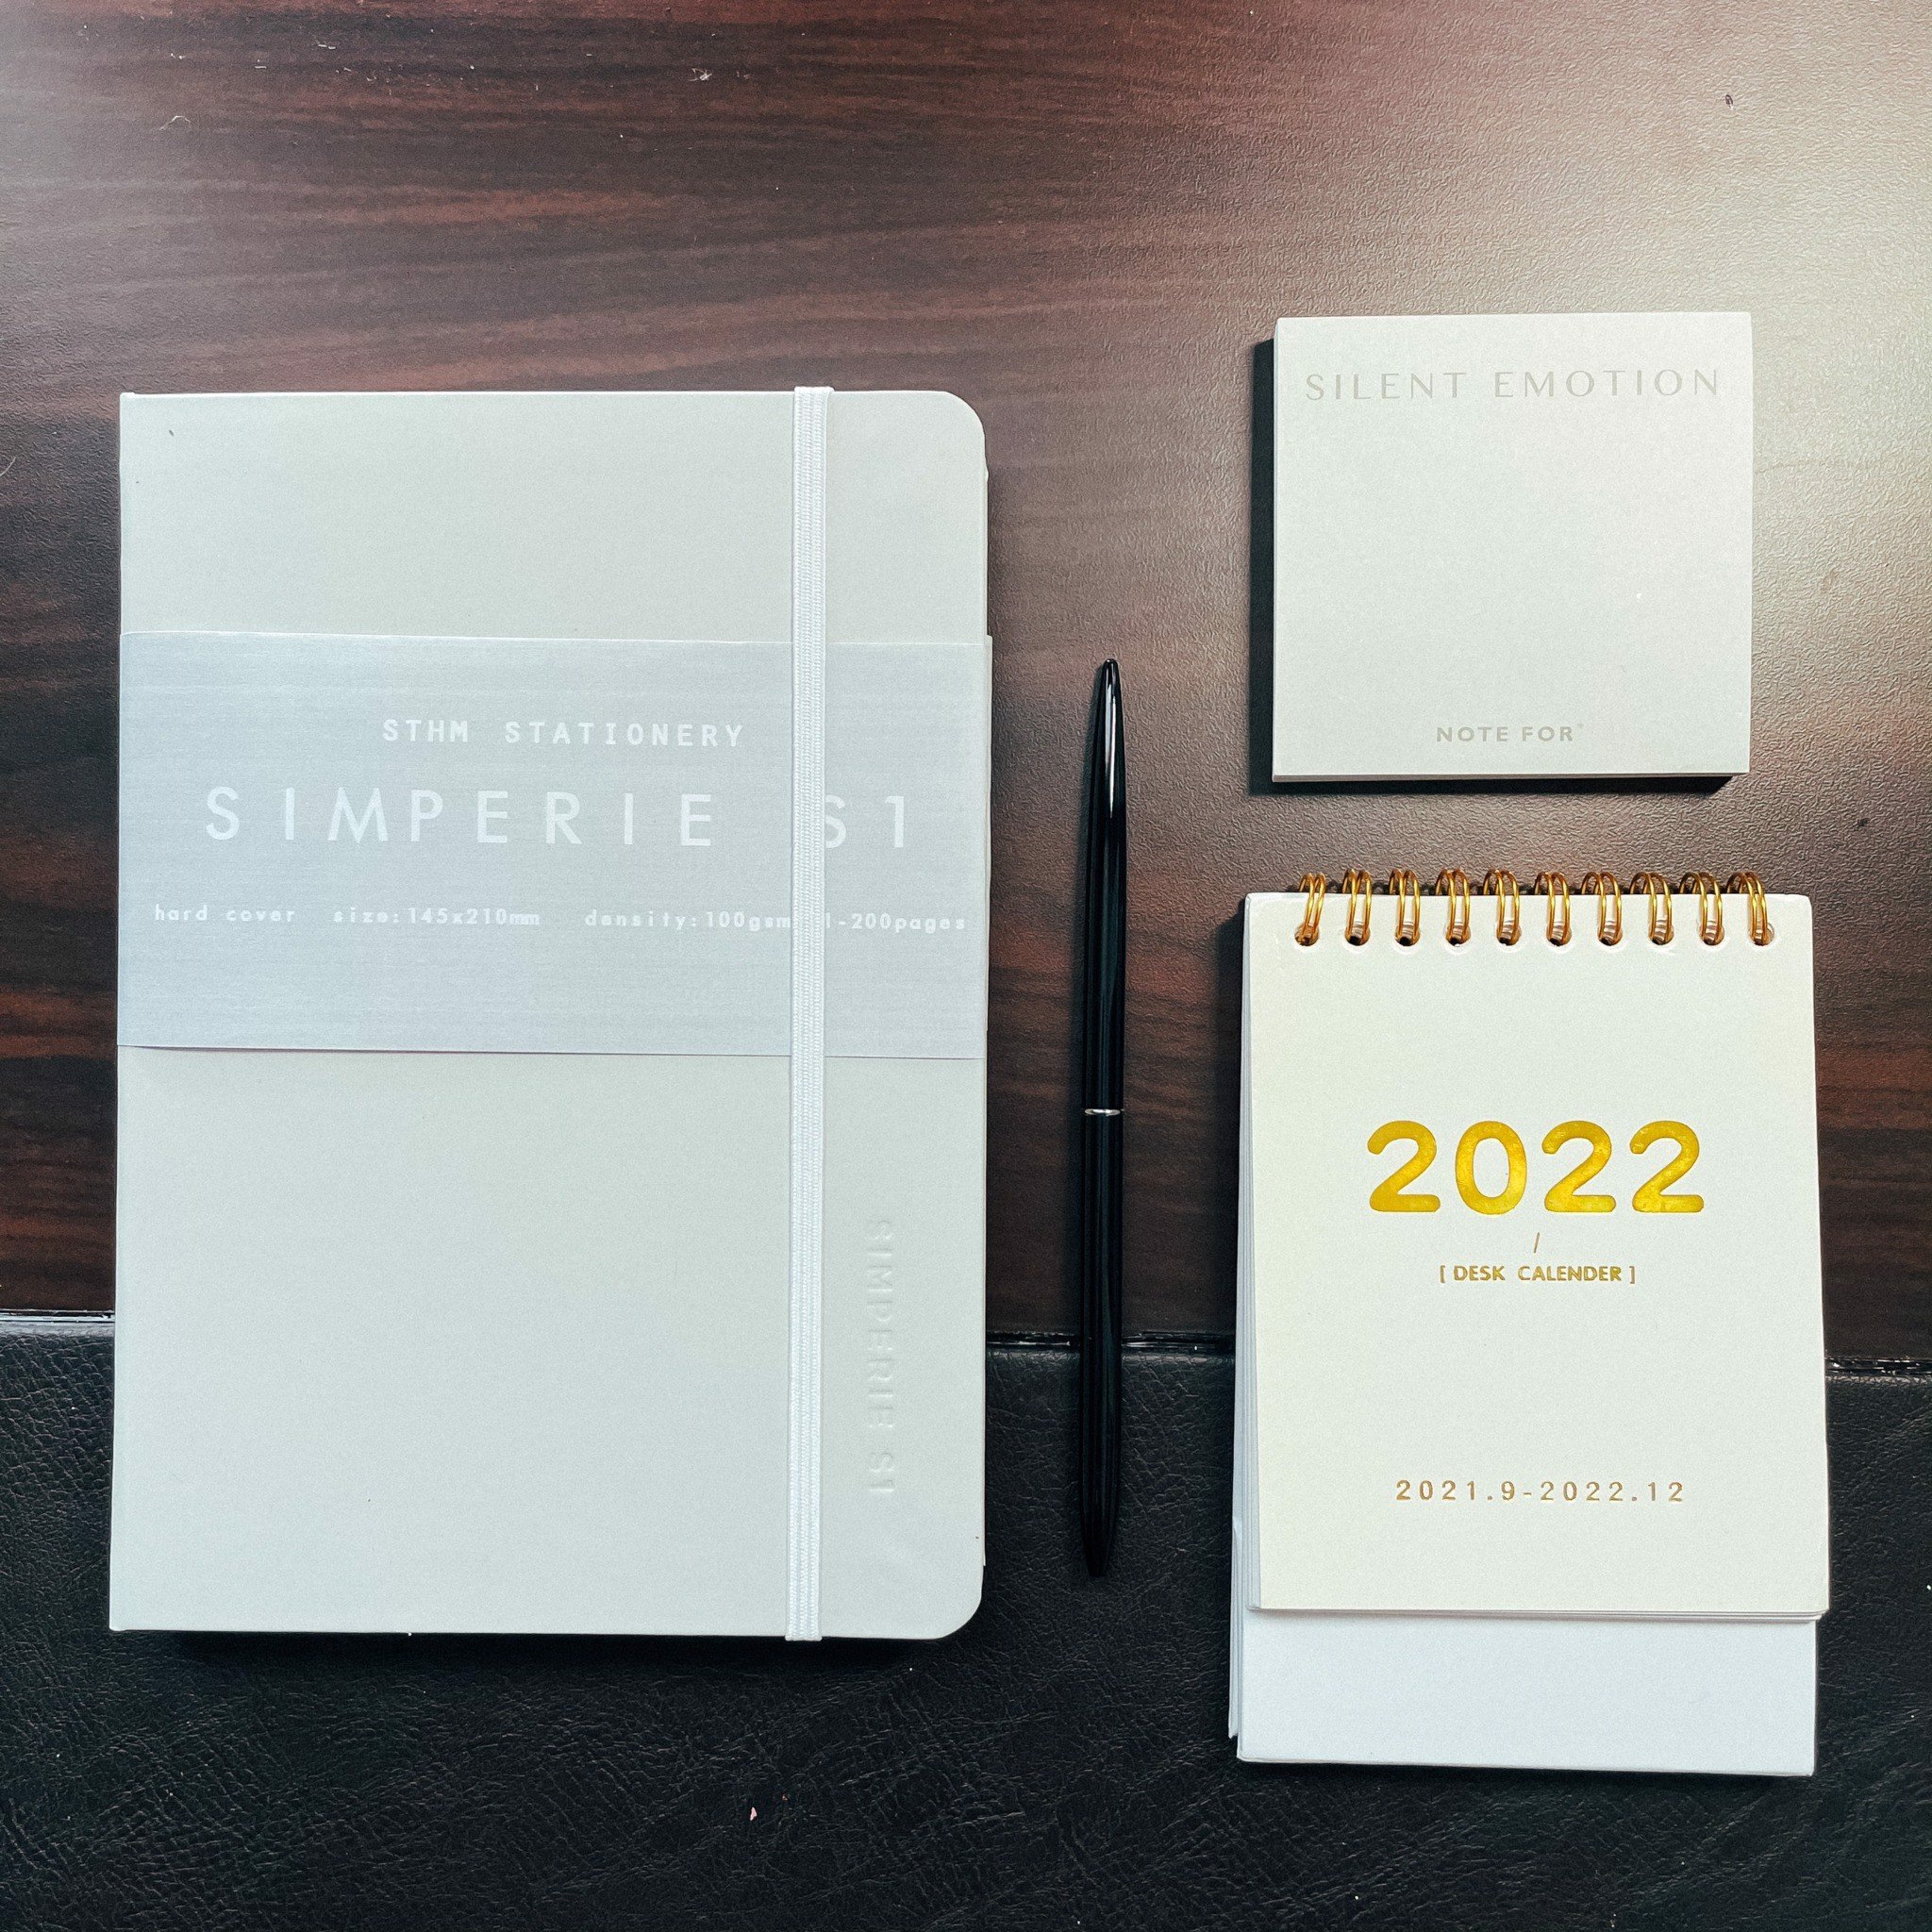 STHM STATIONERY
SIMPERIE S1
hard cover size:145x210mm density:100gsm 1-200pages
SIMPERIE S1
SILENT EMOTION
NOTE FOR
2022
/
[ DESK CALENDER ]
2021.9-2022.12